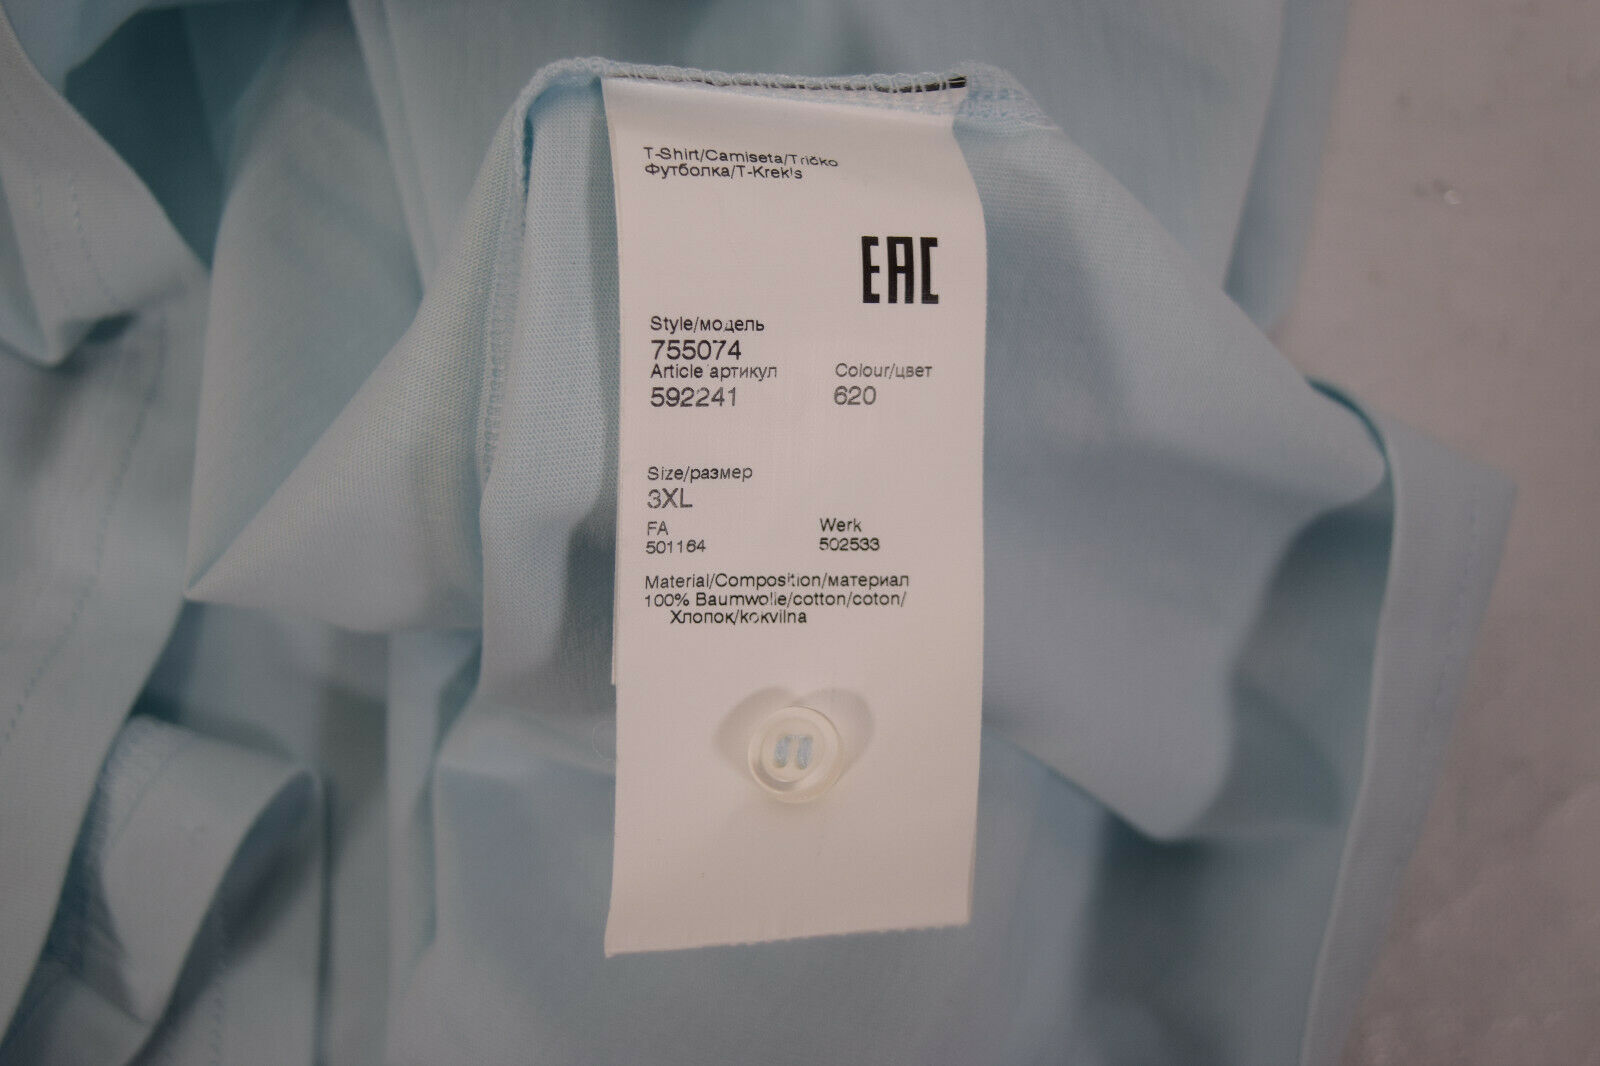 T-Shirt/Camiseta/Tričko
Футболка/T-Krekls
EAC
Style/модель
755074
Article артикул Colour/цвет
592241 620
Size/размер
3XL
FA Werk
501164 502533
Material/Composition/материал
100% Baumwolle/cotton/coton/
Хлопок/kokvilna